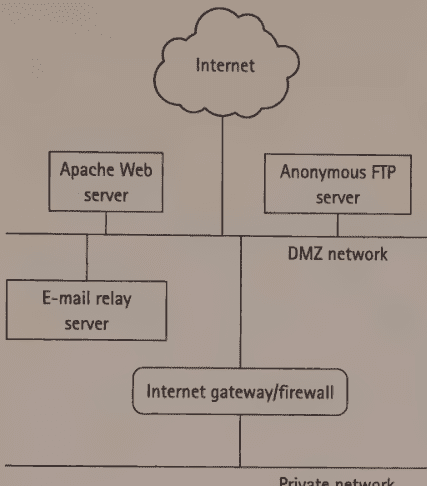 Internet
Apache Web
server
Anonymous FTP
server
DMZ network
E-mail relay
server
Internet gateway/firewall
Private network